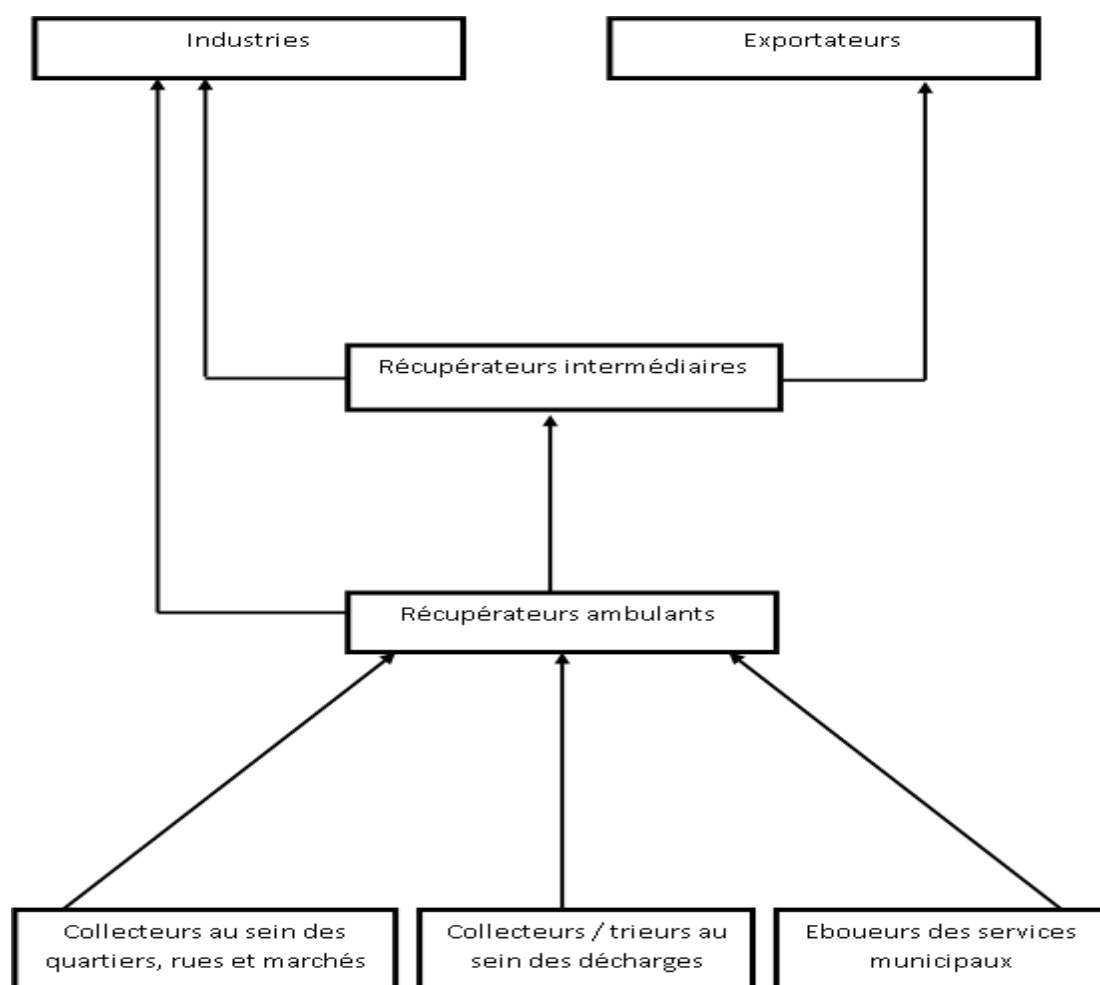 Industries
Exportateurs
Récupérateurs intermédiaires
Récupérateurs ambulants
Collecteurs au sein des
quartiers, rues et marchés
Collecteurs / trieurs au
sein des décharges
Eboueurs des services
municipaux